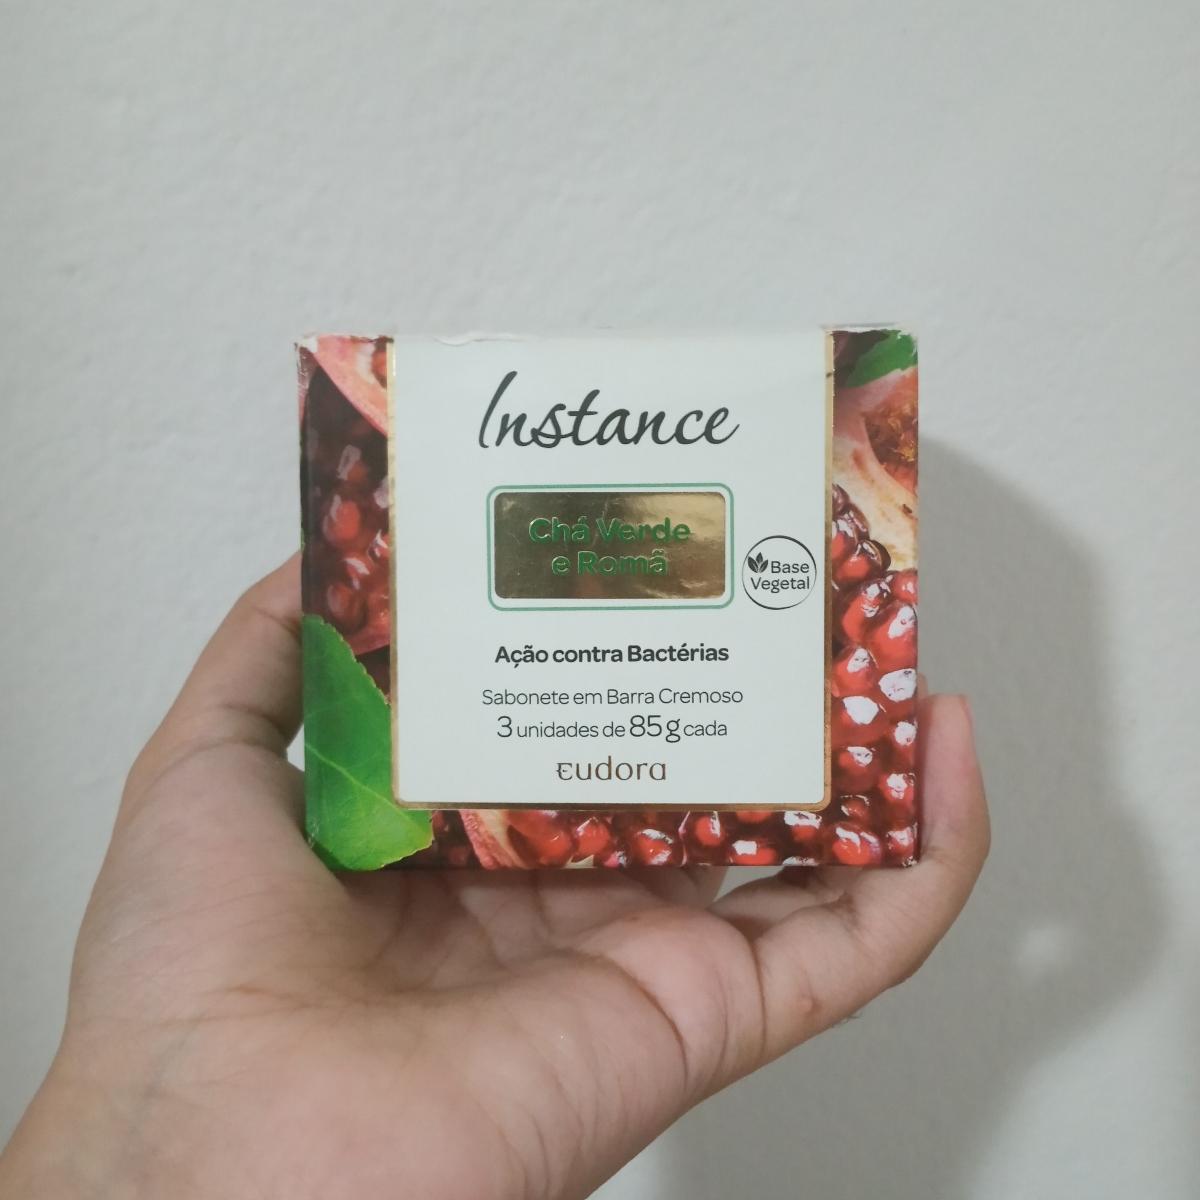 Instance
Chá Verde
e Romã
Base
Vegetal
Ação contra Bactérias
Sabonete em Barra Cremoso
3 unidades de 85g cada
eudora